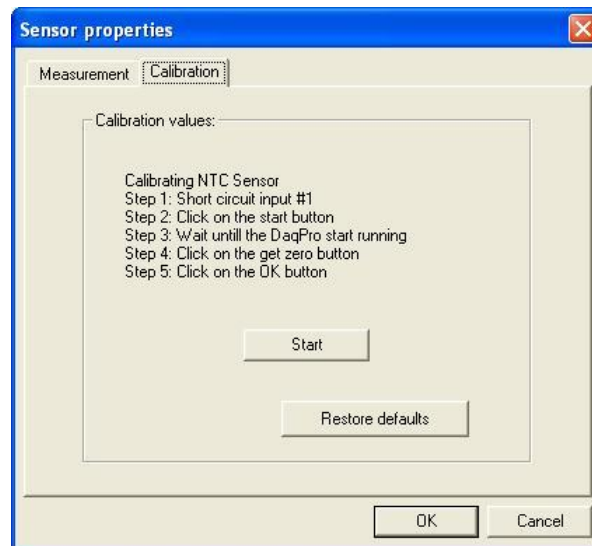 Sensor properties
Measurement Calibration
Calibration values:
Calibrating NTC Sensor
Step 1: Short circuit input #1
Step 2: Click on the start button
Step 3: Wait untill the DaqPro start running
Step 4: Click on the get zero button
Step 5: Click on the OK button
Start
Restore defaults
OK Cancel